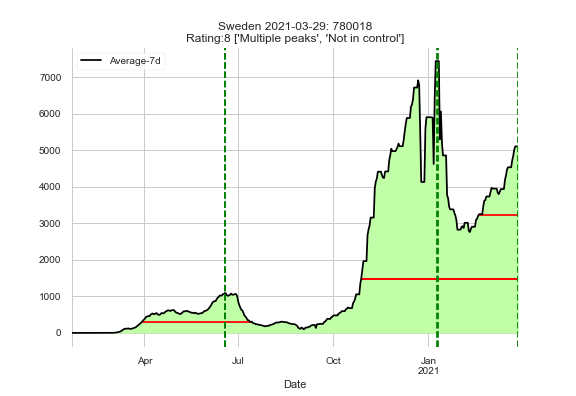 Sweden 2021-03-29: 780018
Rating:8 ['Multiple peaks', 'Not in control']
Average-7d
7000
6000
5000
4000
3000
2000
1000
0
Apr
Jul
Oct
Jan
2021
Date